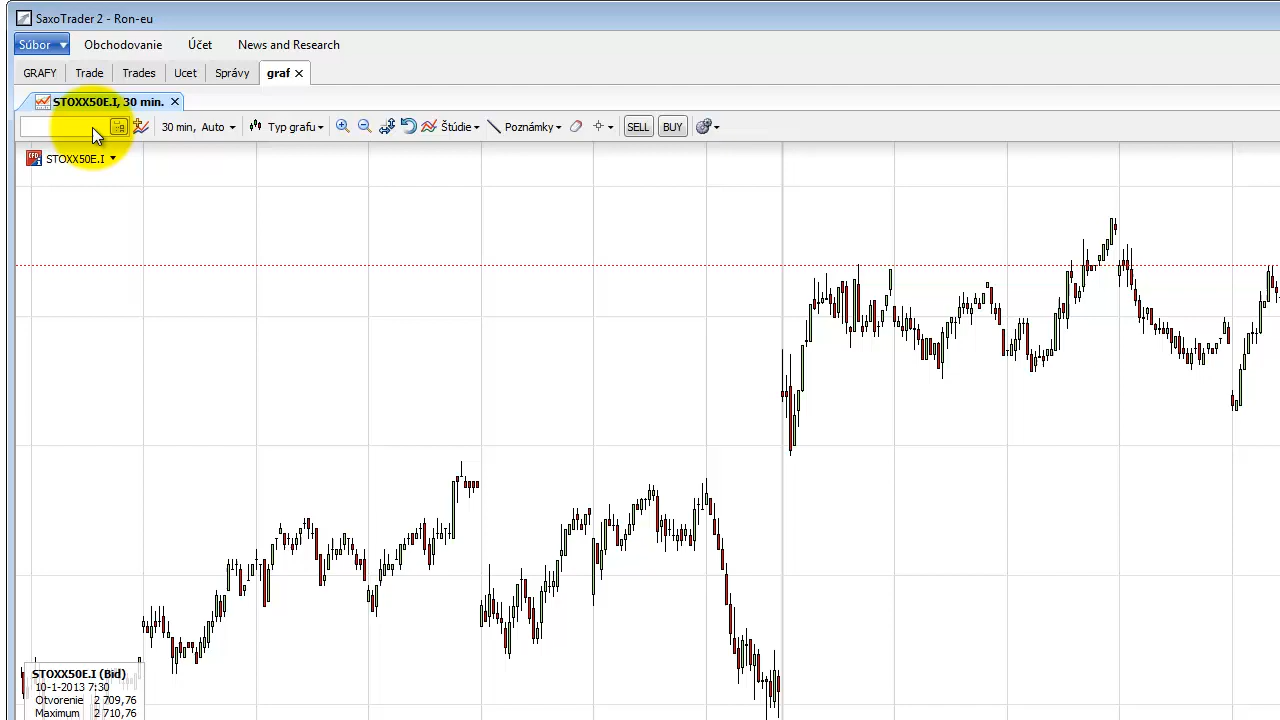 SaxoTrader 2 - Ron-eu
Súbor Obchodovanie Účet News and Research
GRAFY Trade Trades Ucet Správy graf
STOXX50E.I, 30 min.
30 min, Auto Typ grafu Štúdie Poznámky SELL BUY
CFD STOXX50E.I
STOXX50E.I (Bid)
10-1-2013 7:30
Otvorenie 2 709,76
Maximum 2 710,76